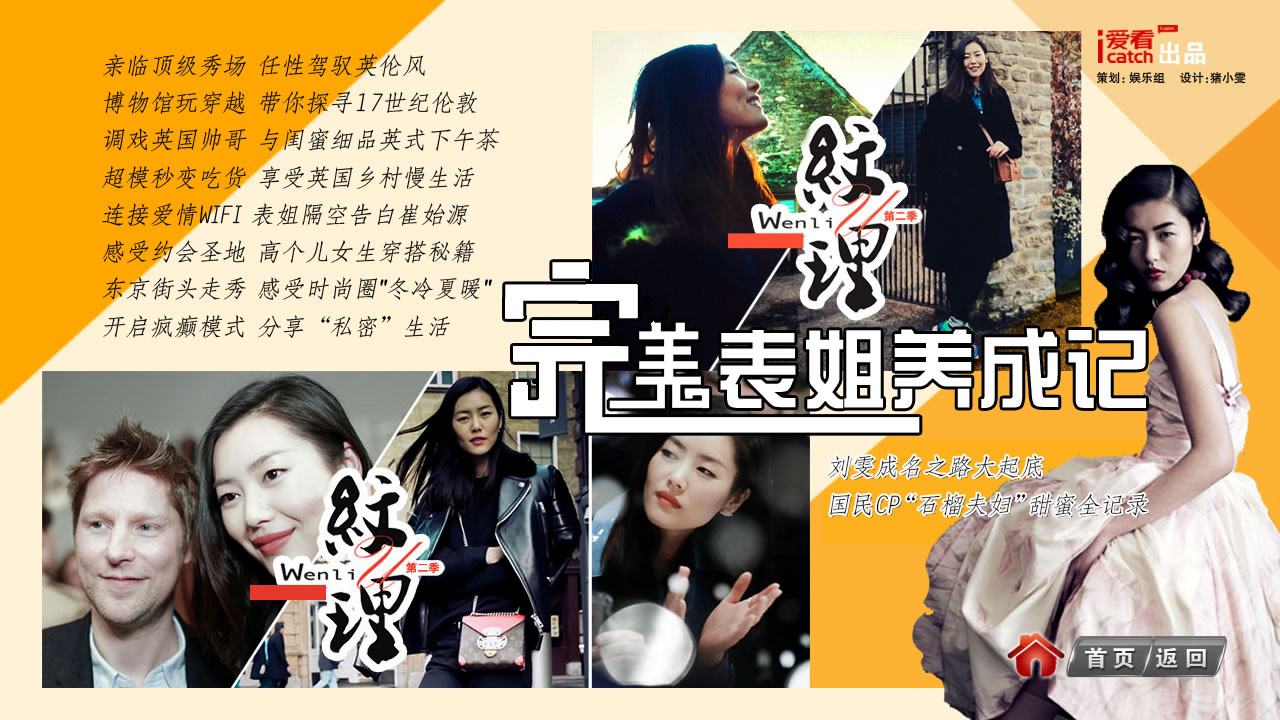 亲临顶级秀场 任性驾驭英伦风
博物馆玩穿越 带你探寻17世纪伦敦
调戏英国帅哥 与闺蜜细品英式下午茶
超模秒变吃货 享受英国乡村慢生活
连接爱情WIFI 表姐隔空告白崔始源
感受约会圣地 高个儿女生穿搭秘籍
东京街头走秀 感受时尚圈"冬冷夏暖"
开启疯癫模式 分享“私密”生活
i爱看
catch
出品
策划:娱乐组 设计:猪小雯
紋
Wenli
第二季
理
完美表姐养成记
刘雯成名之路大起底
国民CP“石榴夫妇”甜蜜全记录
紋
Wenli
第二季
理
首页 返回